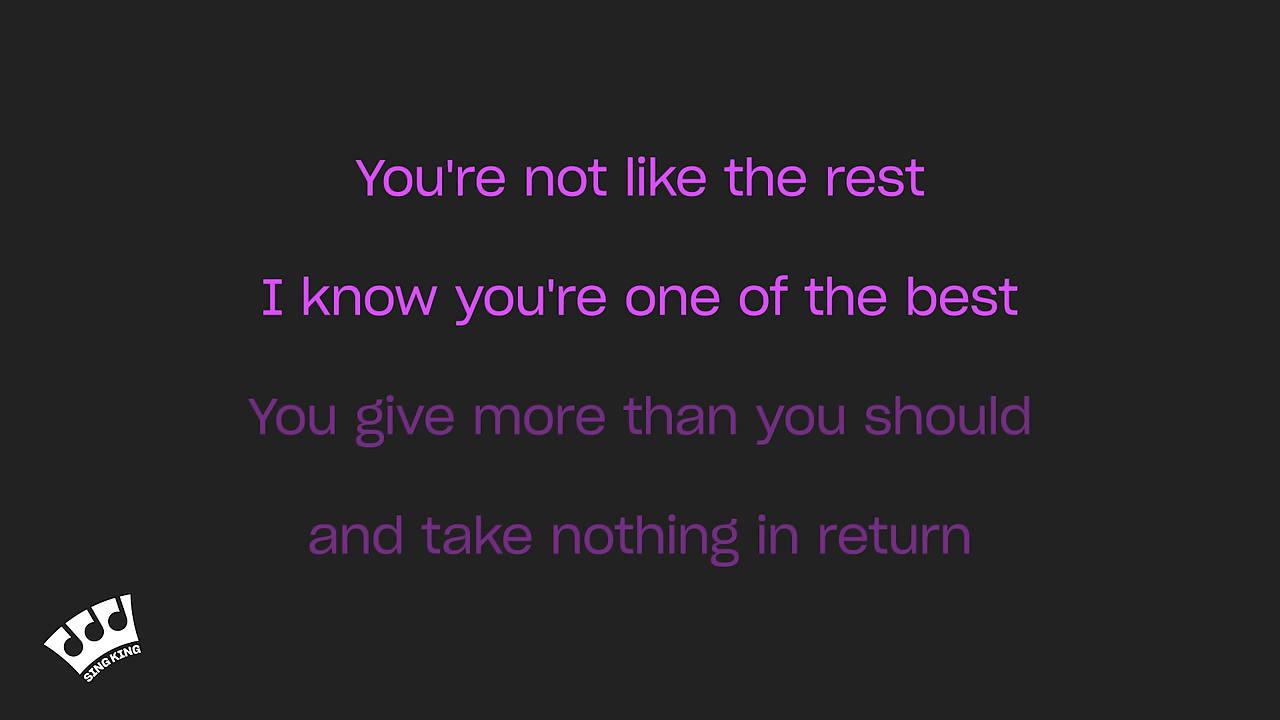 You're not like the rest
I know you're one of the best
You give more than you should
and take nothing in return
SING KING